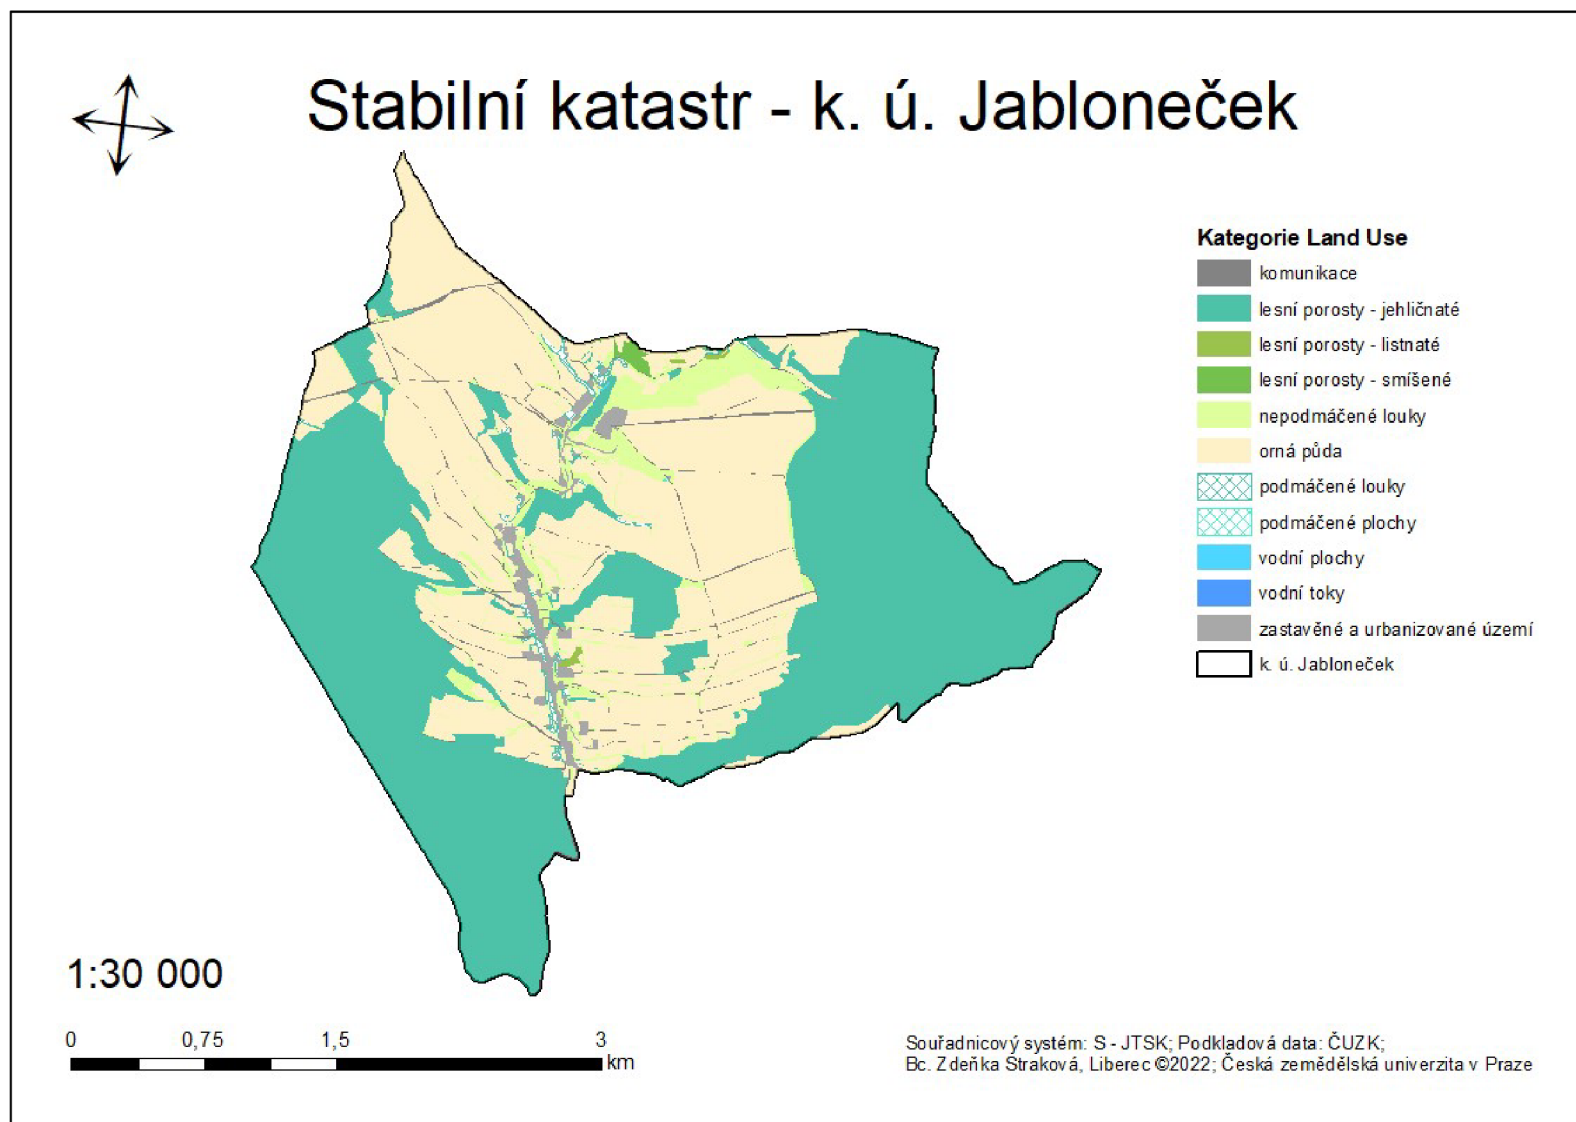 Stabilní katastr - k. ú. Jabloneček
Kategorie Land Use
komunikace
lesní porosty - jehličnaté
lesní porosty - listnaté
lesní porosty - smíšené
nepodmáčené louky
orná půda
podmáčené louky
podmáčené plochy
vodní plochy
vodní toky
zastavěné a urbanizované území
k. ú. Jabloneček
1:30 000
0 0,75 1,5 3
km
Souřadnicový systém: S - JTSK; Podkladová data: ČUZK;
Bc. Zdeňka Straková, Liberec ©2022; Česká zemědělská univerzita v Praze